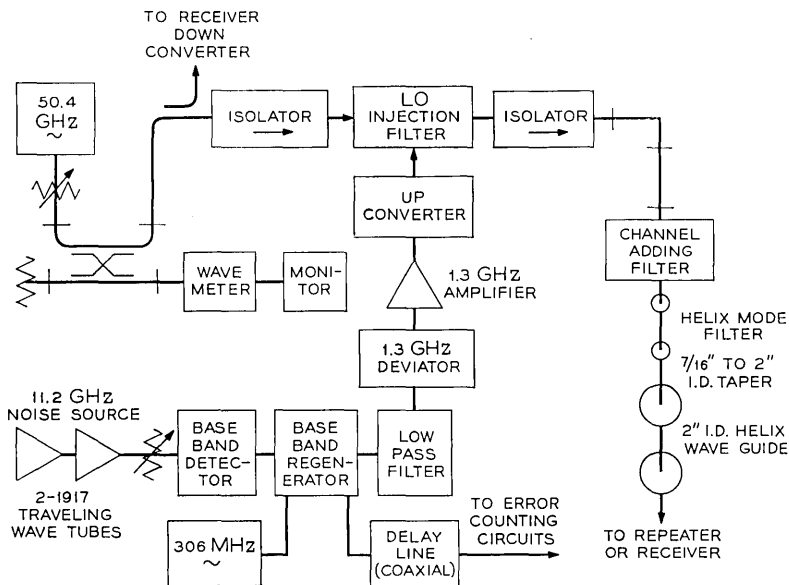 TO RECEIVER
DOWN
CONVERTER
50.4
GHz
~
ISOLATOR
LO
INJECTION
FILTER
ISOLATOR
UP
CONVERTER
CHANNEL
ADDING
FILTER
WAVE
METER
MONI-
TOR
1.3 GHz
AMPLIFIER
HELIX MODE
FILTER
1.3 GHz
DEVIATOR
7/16" TO 2"
I.D. TAPER
11.2 GHz
NOISE SOURCE
BASE
BAND
DETEC-
TOR
BASE
BAND
REGEN-
ERATOR
LOW
PASS
FILTER
2" I.D. HELIX
WAVE GUIDE
2-1917
TRAVELING
WAVE TUBES
TO ERROR
COUNTING
CIRCUITS
306 MHz
~
DELAY
LINE
(COAXIAL)
TO REPEATER
OR RECEIVER